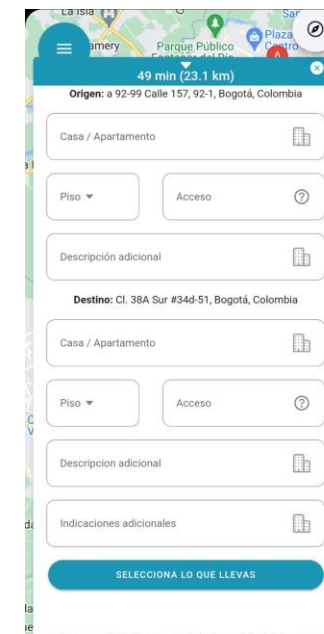 La Isla
Sar
amery
Parque Público
Plaza
Centro
A
49 min (23.1 km)
Origen: a 92-99 Calle 157, 92-1, Bogotá, Colombia
Casa / Apartamento
Piso
Acceso
Descripción adicional
Destino: Cl. 38A Sur #34d-51, Bogotá, Colombia
Casa / Apartamento
Piso
Acceso
Descripcion adicional
Indicaciones adicionales
SELECCIONA LO QUE LLEVAS